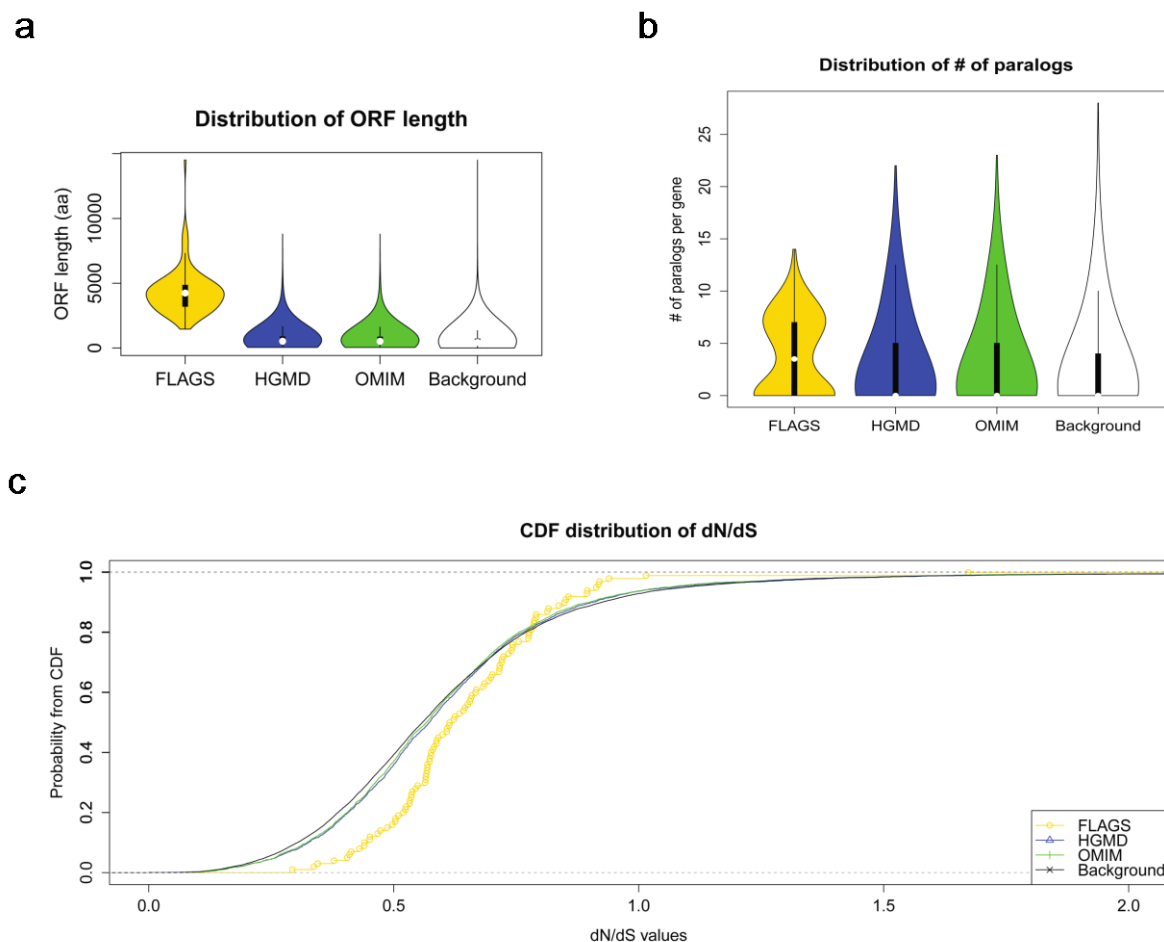 a
Distribution of ORF length
ORF length (aa)
10000
5000
0
FLAGS HGMD OMIM Background
b
Distribution of # of paralogs
# of paralogs per gene
25
20
15
10
5
0
FLAGS HGMD OMIM Background
c
CDF distribution of dN/dS
Probability from CDF
1.0
0.8
0.6
0.4
0.2
0.0
FLAGS
HGMD
OMIM
Background
0.0 0.5 1.0 1.5 2.0
dN/dS values